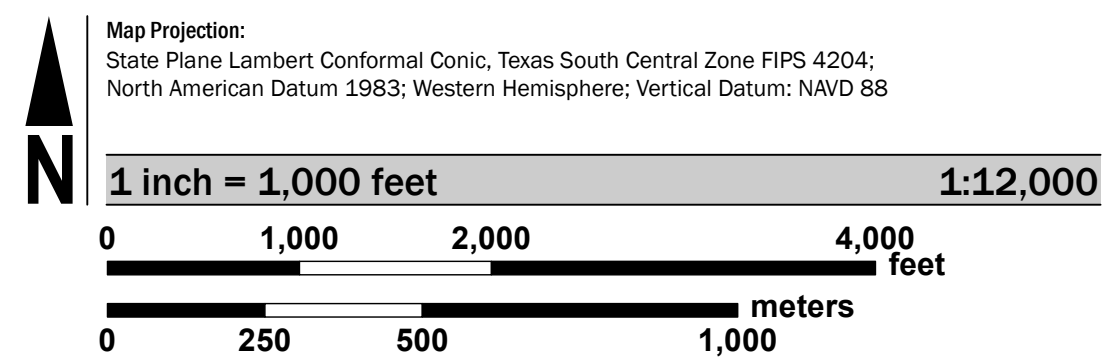 Map Projection:
State Plane Lambert Conformal Conic, Texas South Central Zone FIPS 4204;
North American Datum 1983; Western Hemisphere; Vertical Datum: NAVD 88
N
1 inch = 1,000 feet 1:12,000
0 1,000 2,000 4,000
feet
meters
0 250 500 1,000